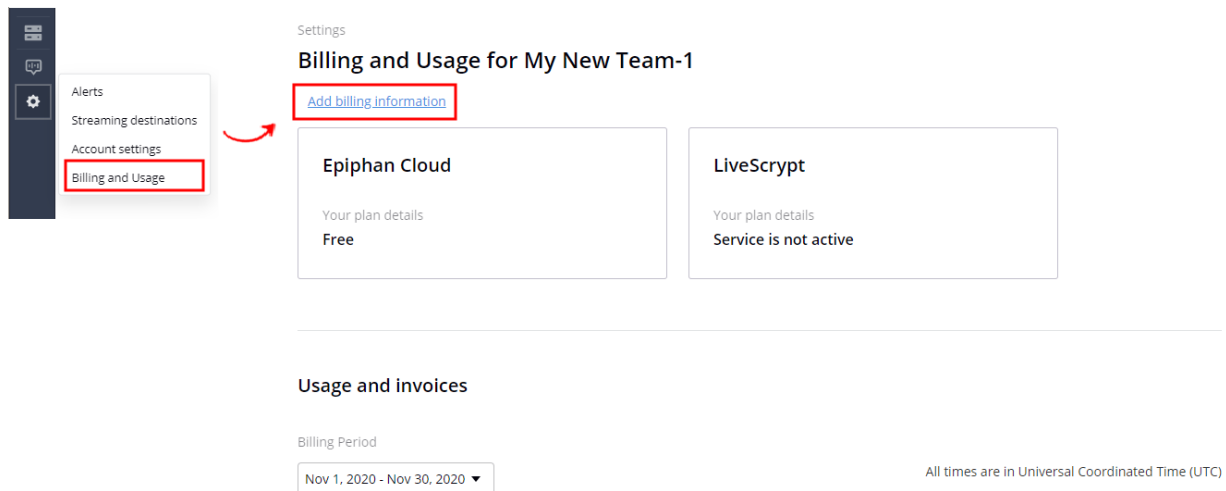 Alerts
Streaming destinations
Account settings
Billing and Usage
Settings
Billing and Usage for My New Team-1
Add billing information
Epiphan Cloud
Your plan details
Free
LiveScrypt
Your plan details
Service is not active
Usage and invoices
Billing Period
Nov 1, 2020 - Nov 30, 2020
All times are in Universal Coordinated Time (UTC)